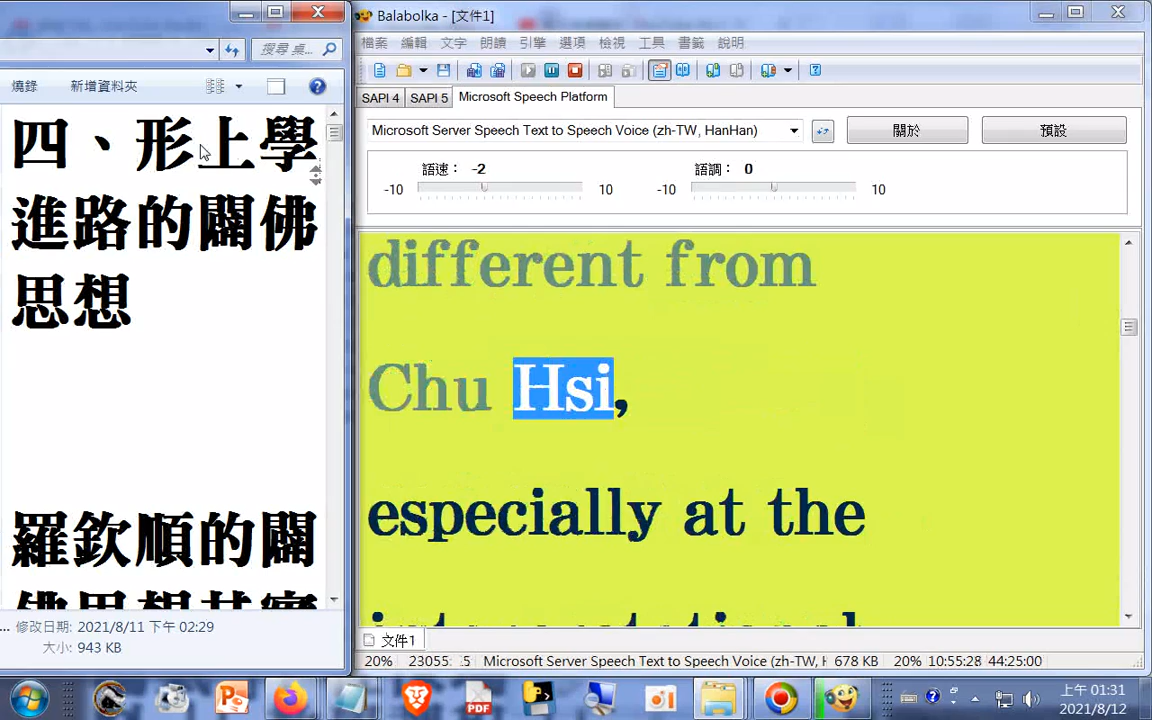 搜尋 桌...
燒錄
新增資料夾
四、形上學
進路的闢佛
思想
羅欽順的闢
佛思想其實
... 修改日期: 2021/8/11 下午 02:29
大小: 943 KB
Balabolka - [文件1]
檔案 編輯 文字 朗讀 引擎 選項 檢視 工具 書籤 說明
SAPI 4 SAPI 5 Microsoft Speech Platform
Microsoft Server Speech Text to Speech Voice (zh-TW, HanHan)
關於
預設
語速： -2
語調： 0
-10 10 -10 10
different from
Chu Hsi,
especially at the
文件1
20% Microsoft Server Speech Text to Speech Voice (zh-TW, H 678 KB 20% 10:55:28 44:25:00
上午 01:31
2021/8/12